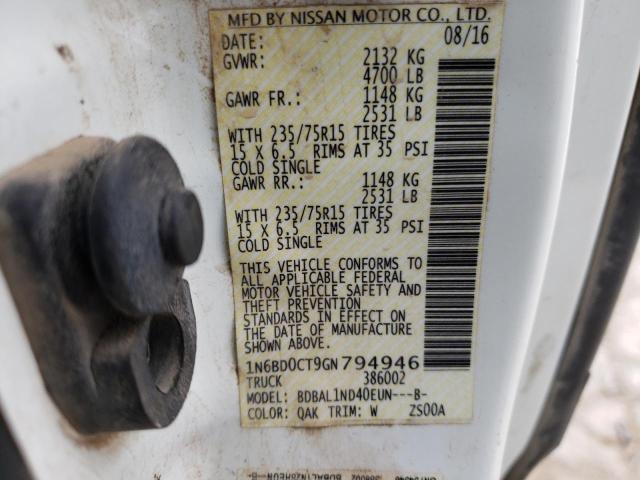 MFD BY NISSAN MOTOR CO., LTD.
DATE: 08/16
GVWR: 2132 KG
4700 LB
GAWR FR.: 1148 KG
2531 LB
WITH 235/75R15 TIRES
15 X 6.5 RIMS AT 35 PSI
COLD SINGLE
GAWR RR.: 1148 KG
2531 LB
WITH 235/75R15 TIRES
15 X 6.5 RIMS AT 35 PSI
COLD SINGLE
THIS VEHICLE CONFORMS TO
ALL APPLICABLE FEDERAL
MOTOR VEHICLE SAFETY AND
THEFT PREVENTION
STANDARDS IN EFFECT ON
THE DATE OF MANUFACTURE
SHOWN ABOVE.
1N6BD0CT9GN794946
TRUCK 386002
MODEL: BDBAL1ND40EUN---B-
COLOR: QAK TRIM: W ZS00A